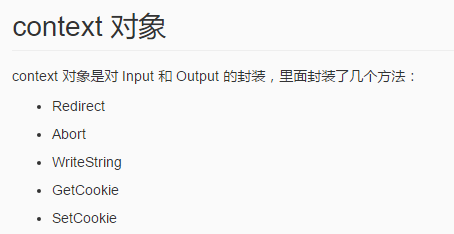 context 对象
context 对象是对 Input 和 Output 的封装，里面封装了几个方法：
Redirect
Abort
WriteString
GetCookie
SetCookie